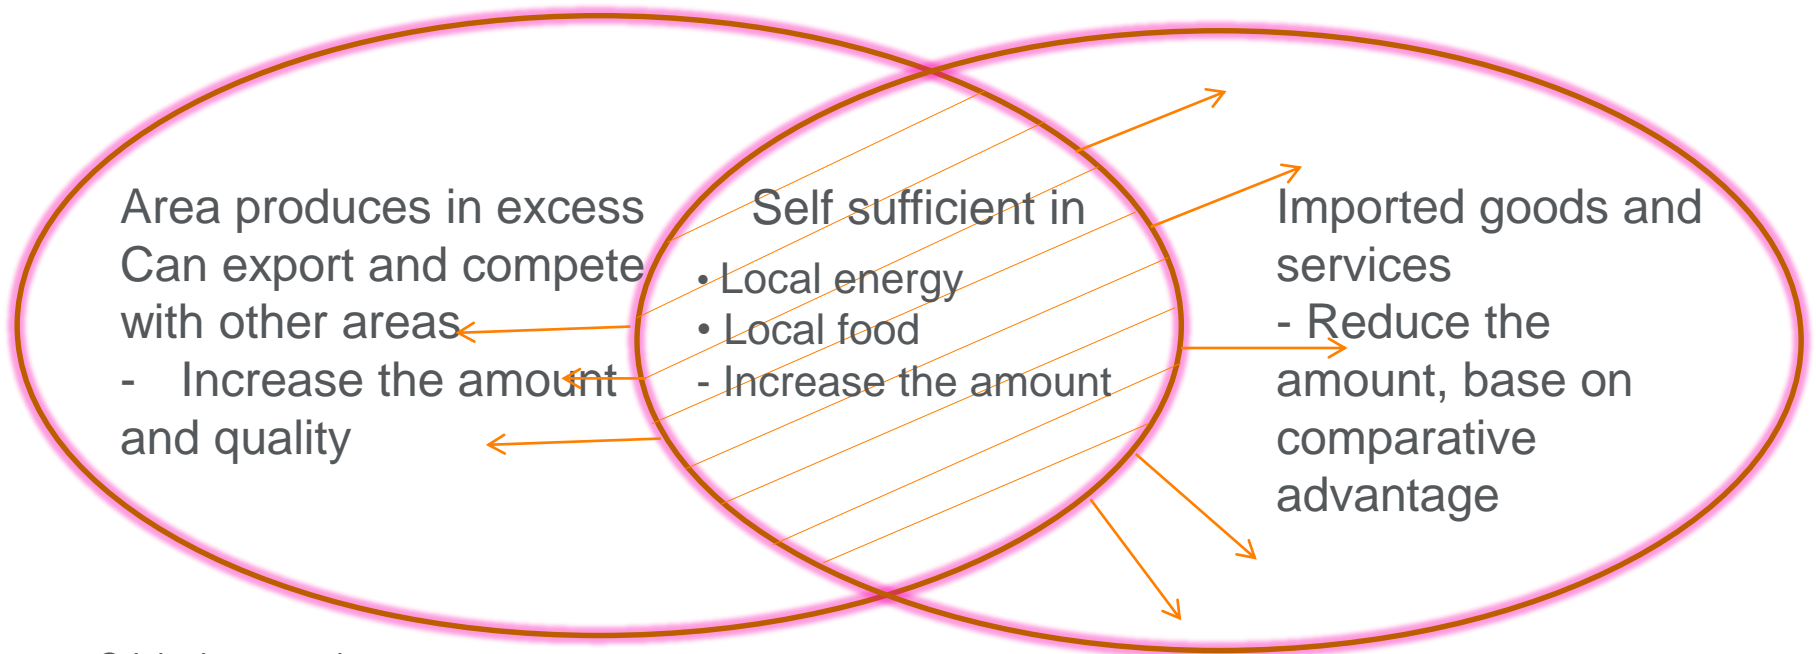 Area produces in excess
Can export and compete
with other areas
- Increase the amount
and quality
Self sufficient in
• Local energy
• Local food
- Increase the amount
Imported goods and
services
- Reduce the
amount, base on
comparative
advantage